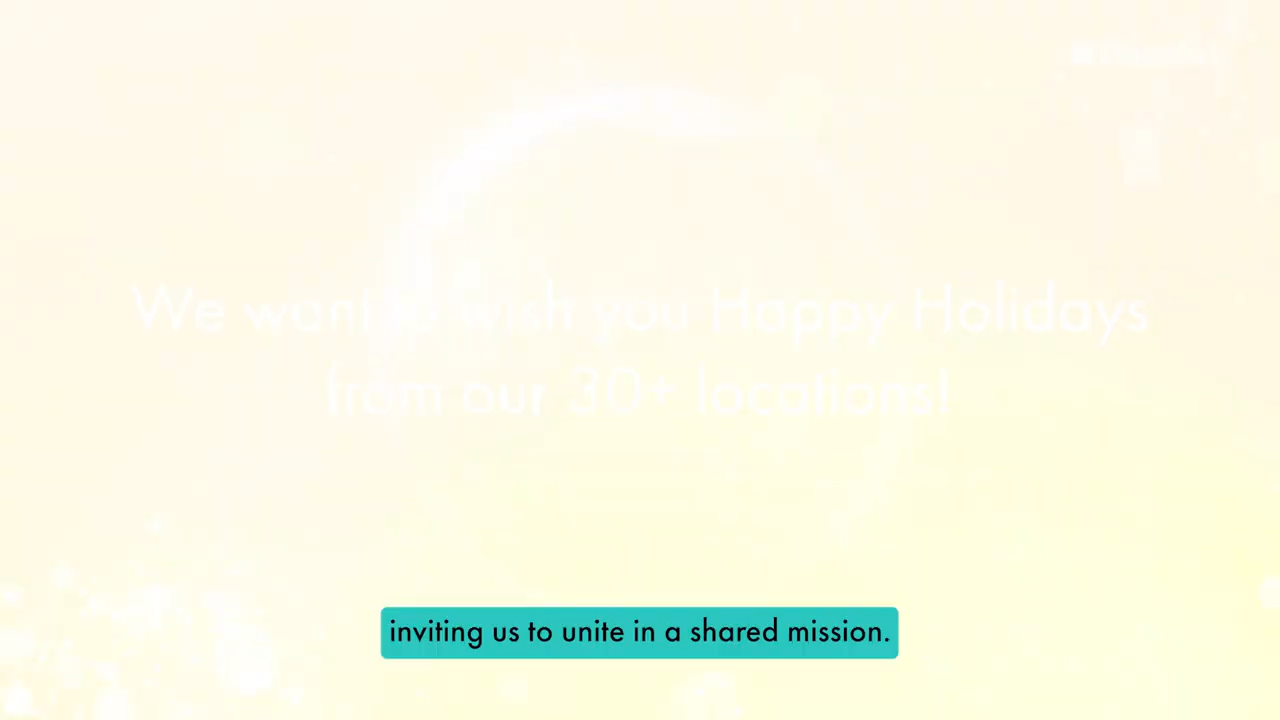 We want to wish you Happy Holidays
from our 30+ locations!
inviting us to unite in a shared mission.